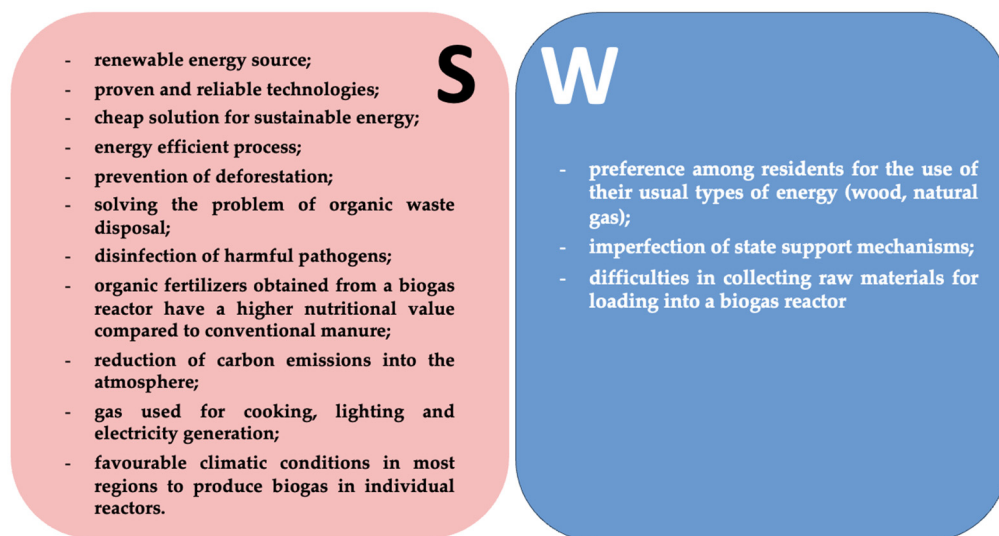 S
- renewable energy source;
- proven and reliable technologies;
- cheap solution for sustainable energy;
- energy efficient process;
- prevention of deforestation;
- solving the problem of organic waste
disposal;
- disinfection of harmful pathogens;
- organic fertilizers obtained from a biogas
reactor have a higher nutritional value
compared to conventional manure;
- reduction of carbon emissions into the
atmosphere;
- gas used for cooking, lighting and
electricity generation;
- favourable climatic conditions in most
regions to produce biogas in individual
reactors.
W
- preference among residents for the use of
their usual types of energy (wood, natural
gas);
- imperfection of state support mechanisms;
- difficulties in collecting raw materials for
loading into a biogas reactor